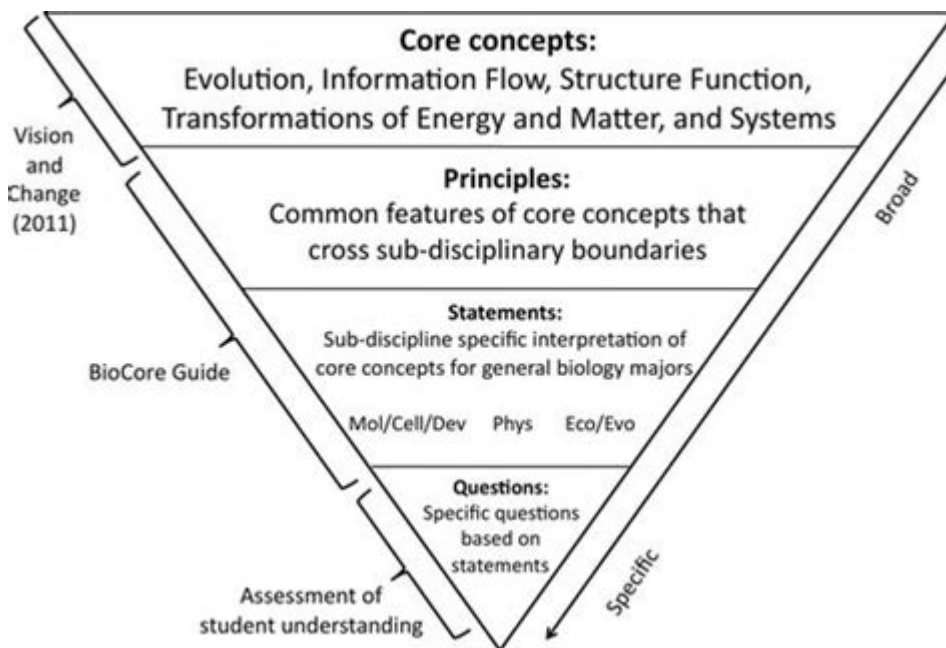 Core concepts:
Evolution, Information Flow, Structure Function,
Transformations of Energy and Matter, and Systems
Vision
and
Change
(2011)
Principles:
Common features of core concepts that
cross sub-disciplinary boundaries
Broad
Statements:
Sub-discipline specific interpretation of
core concepts for general biology majors
BioCore Guide
Mol/Cell/Dev Phys Eco/Evo
Questions:
Specific questions
based on
statements
Specific
Assessment of
student understanding